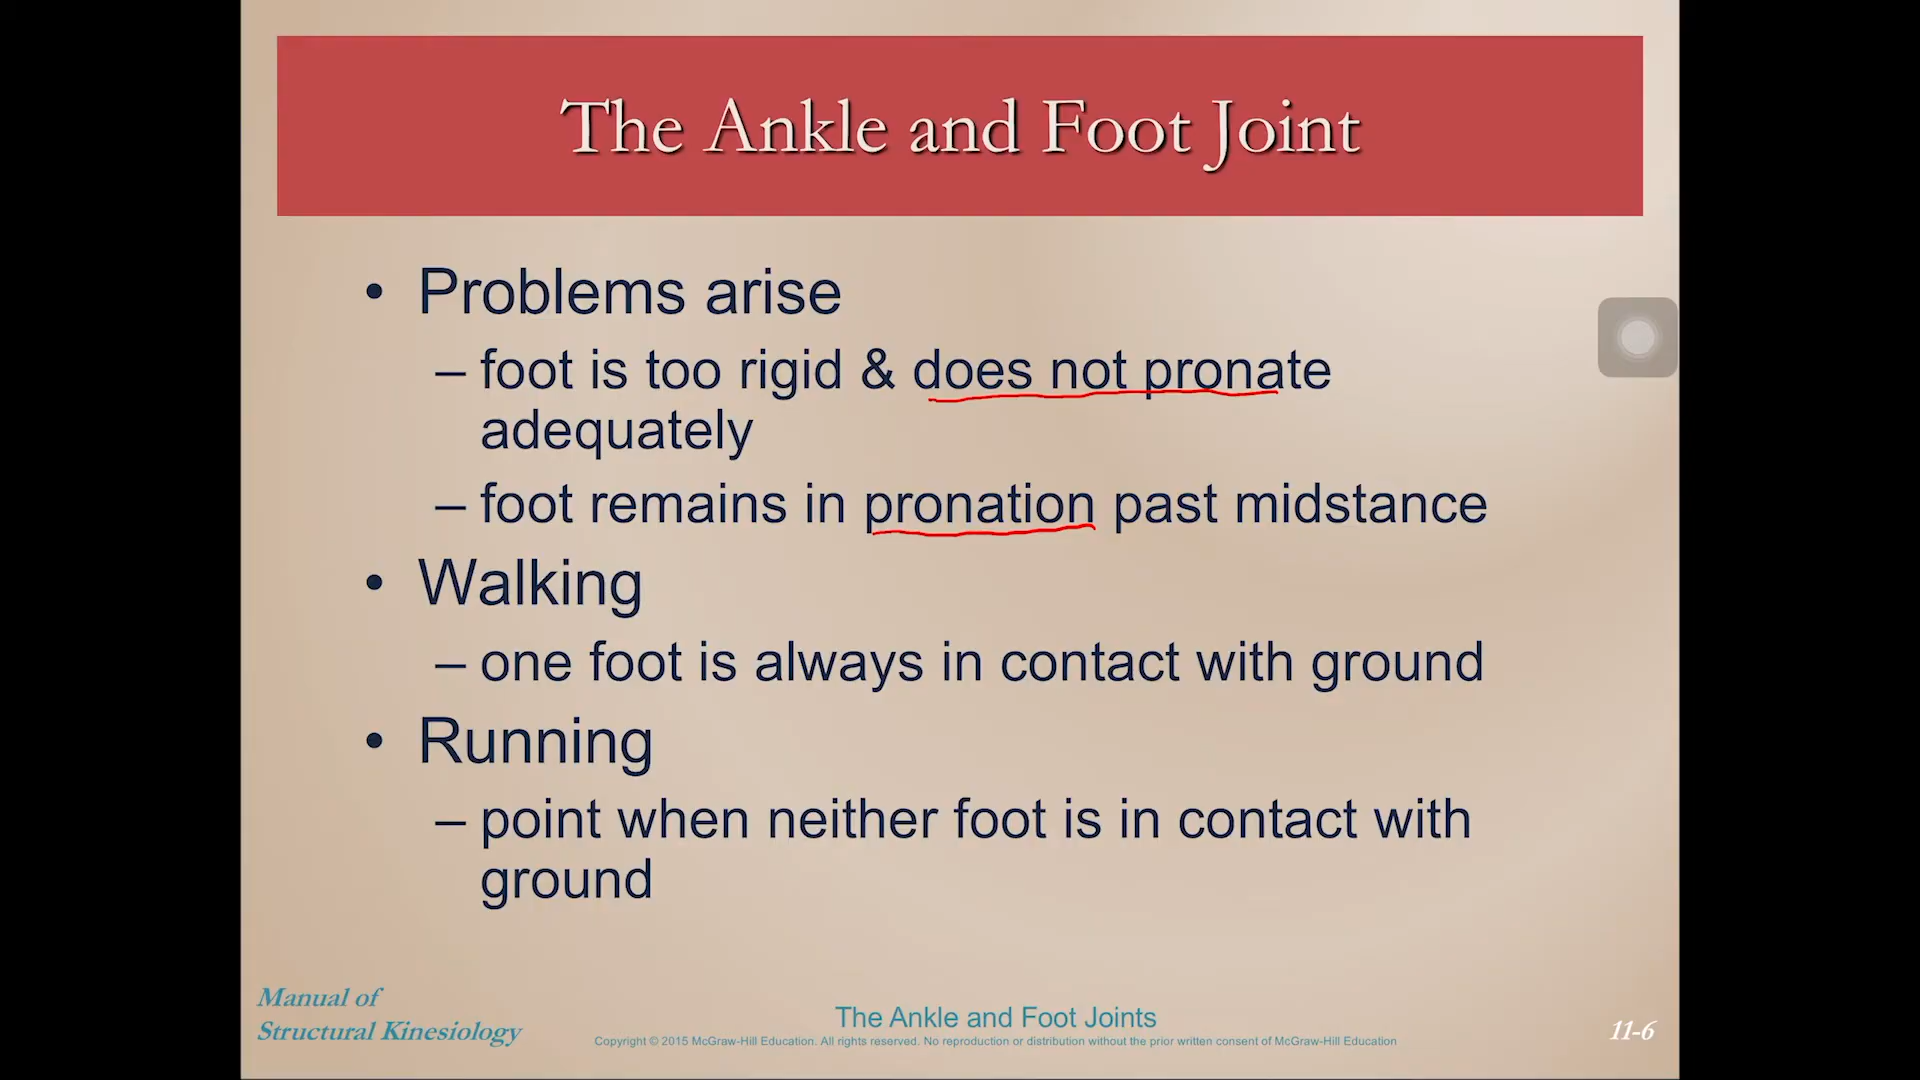 The Ankle and Foot Joint
• Problems arise
– foot is too rigid & does not pronate
adequately
– foot remains in pronation past midstance
• Walking
– one foot is always in contact with ground
• Running
– point when neither foot is in contact with
ground
Manual of
Structural Kinesiology
The Ankle and Foot Joints
Copyright © 2015 McGraw-Hill Education. All rights reserved. No reproduction or distribution without the prior written consent of McGraw-Hill Education
11-6